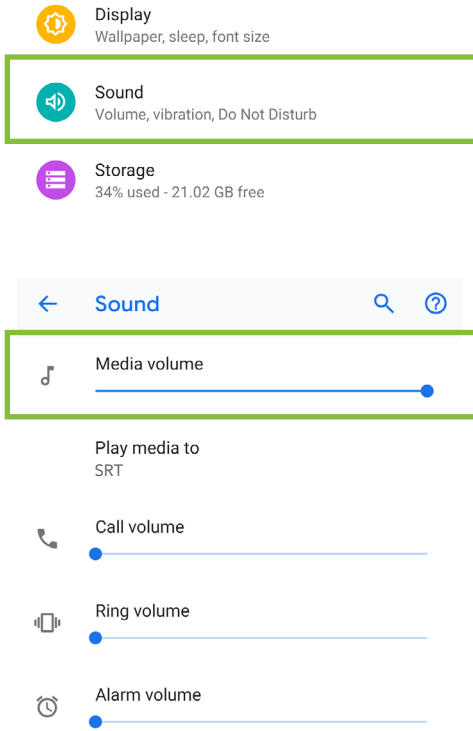 Display
Wallpaper, sleep, font size
Sound
Volume, vibration, Do Not Disturb
Storage
34% used - 21.02 GB free
Sound
Media volume
Play media to
SRT
Call volume
Ring volume
Alarm volume